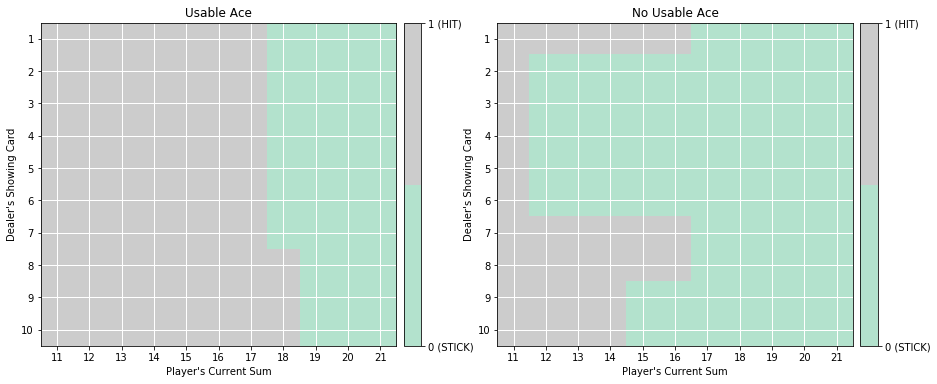 Usable Ace
1 (HIT)
1
2
3
4
5
6
7
8
9
10
Dealer's Showing Card
11 12 13 14 15 16 17 18 19 20 21
Player's Current Sum
0 (STICK)
No Usable Ace
1 (HIT)
1
2
3
4
5
6
7
8
9
10
Dealer's Showing Card
11 12 13 14 15 16 17 18 19 20 21
Player's Current Sum
0 (STICK)